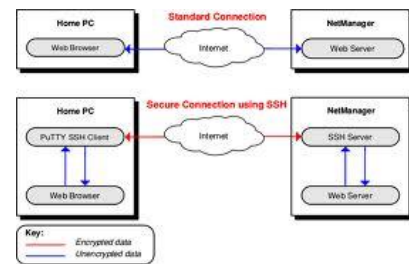 Home PC
Standard Connection
NetManager
Web Browser
Internet
Web Server
Home PC
Secure Connection using SSH
NetManager
PuTTY SSH Client
Internet
SSH Server
Web Browser
Web Server
Key:
Encrypted data
Unencrypted data